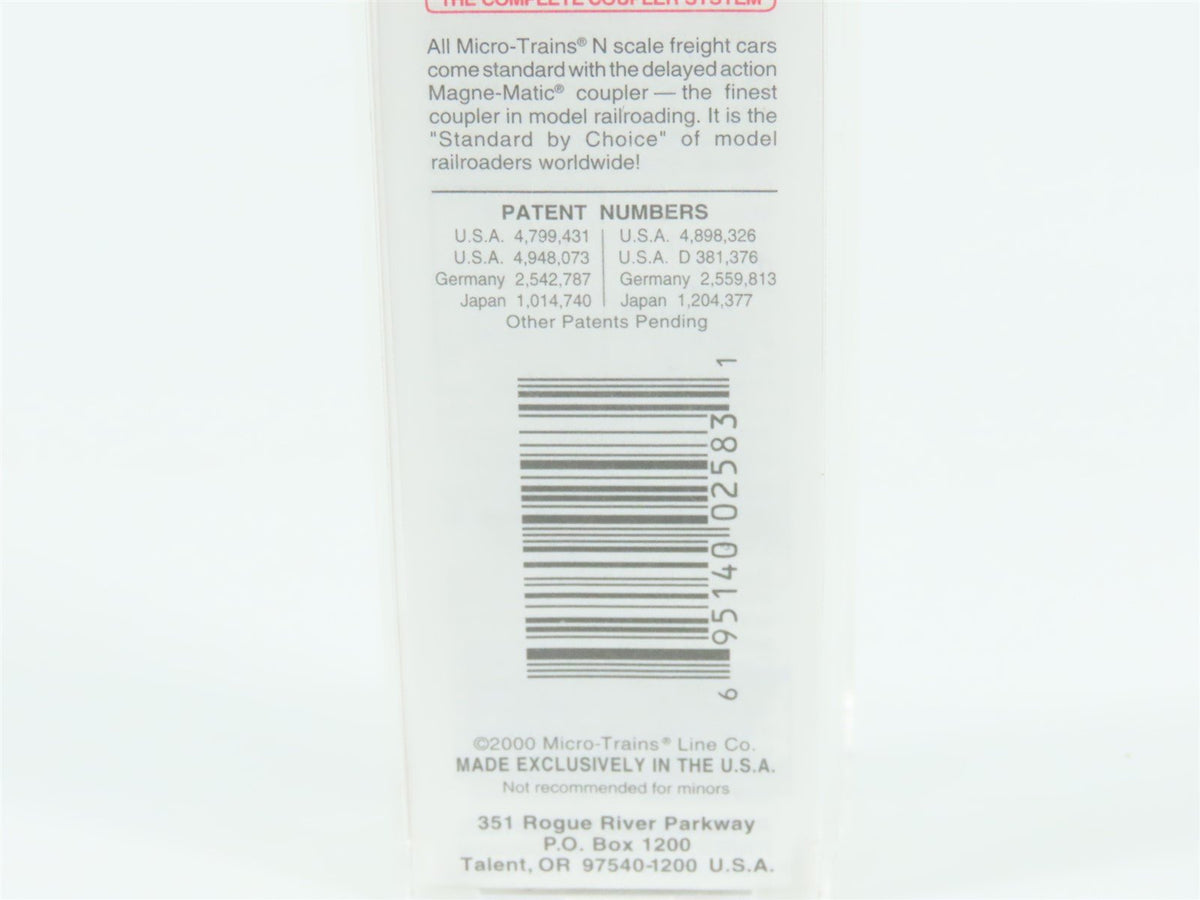 THE COMPLETE COUPLER SYSTEM
All Micro-Trains® N scale freight cars
come standard with the delayed action
Magne-Matic® coupler — the finest
coupler in model railroading. It is the
"Standard by Choice" of model
railroaders worldwide!
PATENT NUMBERS
U.S.A. 4,799,431 U.S.A. 4,898,326
U.S.A. 4,948,073 U.S.A. D 381,376
Germany 2,542,787 Germany 2,559,813
Japan 1,014,740 Japan 1,204,377
Other Patents Pending
6 95140 02583 1
©2000 Micro-Trains® Line Co.
MADE EXCLUSIVELY IN THE U.S.A.
Not recommended for minors
351 Rogue River Parkway
P.O. Box 1200
Talent, OR 97540-1200 U.S.A.